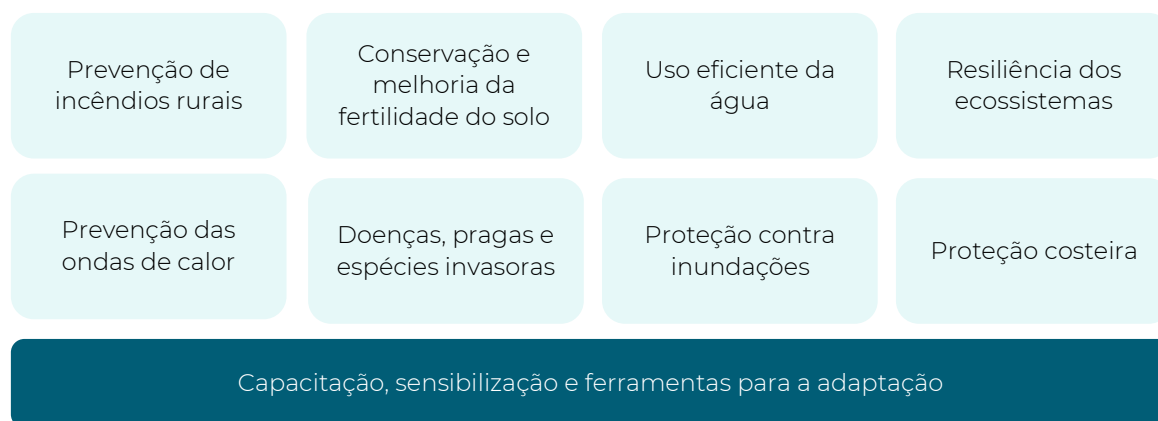 Prevenção de
incêndios rurais
Conservação e
melhoria da
fertilidade do solo
Uso eficiente da
água
Resiliência dos
ecossistemas
Prevenção das
ondas de calor
Doenças, pragas e
espécies invasoras
Proteção contra
inundações
Proteção costeira
Capacitação, sensibilização e ferramentas para a adaptação